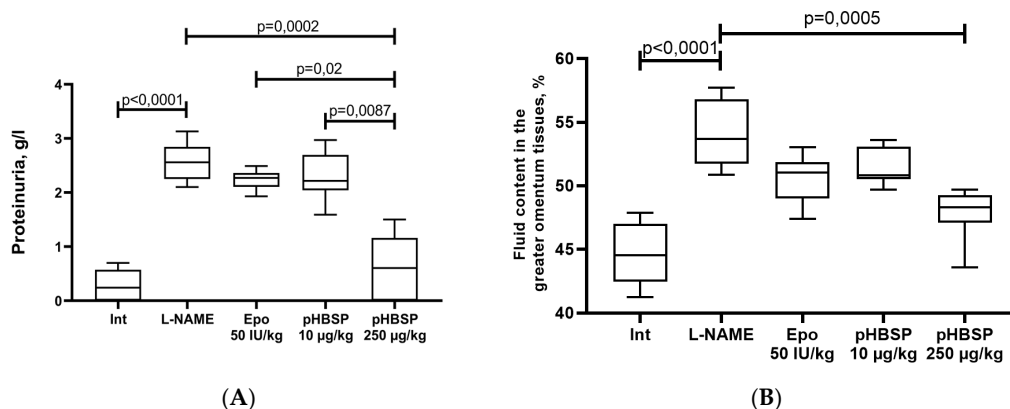 p=0,0002
p=0,02
p<0,0001
p=0,0087
Proteinuria, g/l
4
3
2
1
0
Int
L-NAME
Epo
50 IU/kg
pHBSP
10 µg/kg
pHBSP
250 µg/kg
(A)
p=0,0005
p<0,0001
Fluid content in the
greater omentum tissues, %
60
55
50
45
40
Int
L-NAME
Epo
50 IU/kg
pHBSP
10 µg/kg
pHBSP
250 µg/kg
(B)